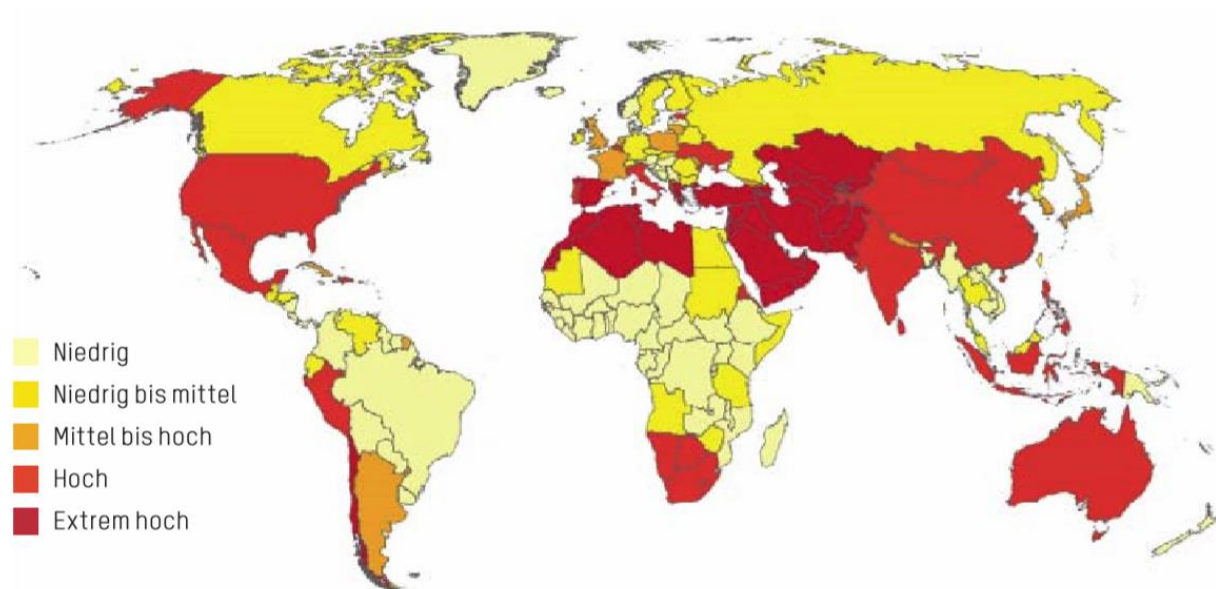 Niedrig
Niedrig bis mittel
Mittel bis hoch
Hoch
Extrem hoch